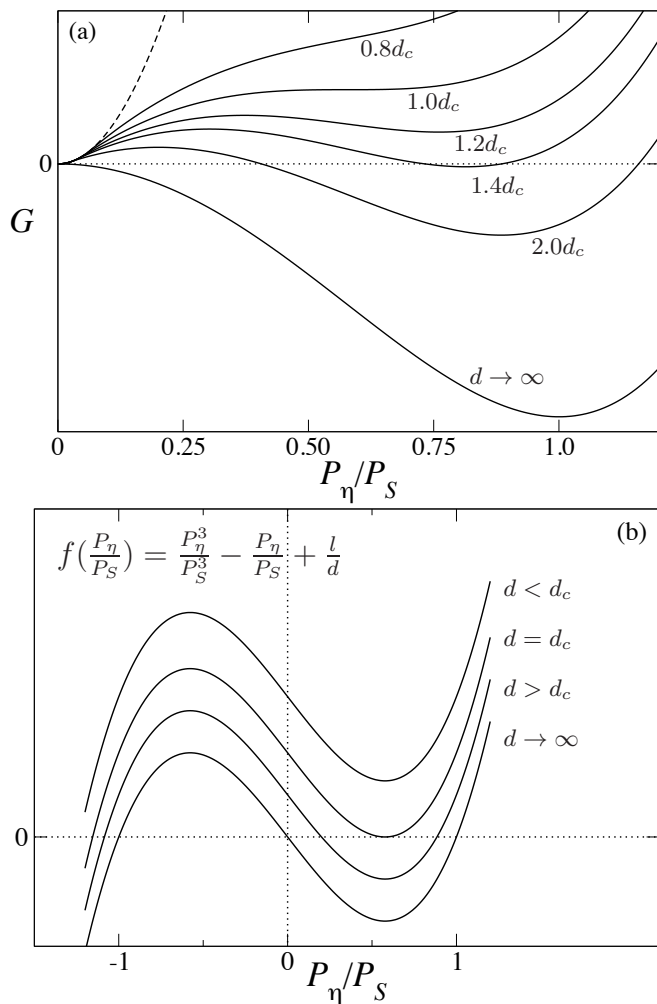 (a)
0.8d_c
1.0d_c
1.2d_c
1.4d_c
2.0d_c
d → ∞
0
G
0 0.25 0.50 0.75 1.0
P_η/P_S
(b)
f(P_η/P_S) = P_η^3/P_S^3 − P_η/P_S + l/d
d < d_c
d = d_c
d > d_c
d → ∞
0
-1 0 1
P_η/P_S